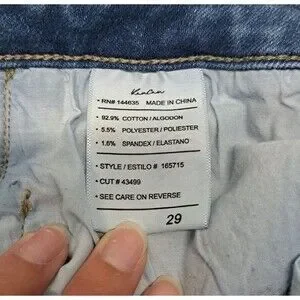 KanCan
• RN# 144635 MADE IN CHINA
• 92.9% COTTON / ALGODON
• 5.5% POLYESTER / POLIESTER
• 1.6% SPANDEX / ELASTANO
• STYLE / ESTILO # 165715
• CUT # 43499
• SEE CARE ON REVERSE
29